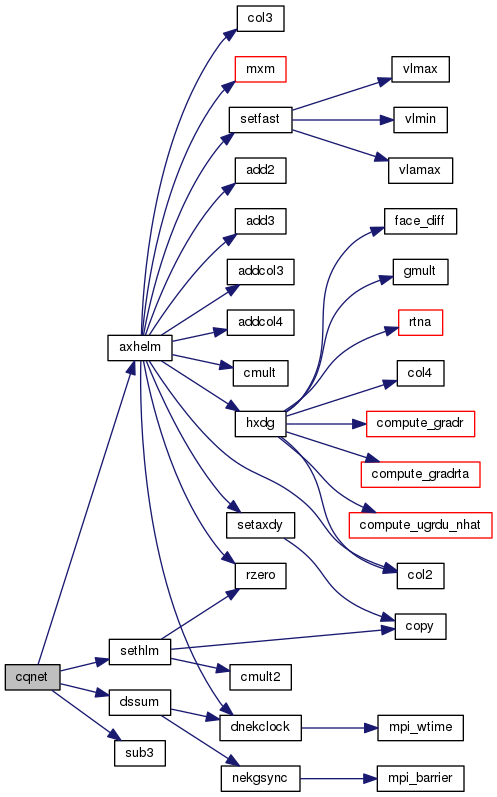 col3
mxm
vlmax
setfast
vlmin
add2
vlamax
add3
face_diff
addcol3
gmult
addcol4
rtna
axhelm
cmult
col4
hxdg
compute_gradr
compute_gradrta
setaxdy
compute_ugrdu_nhat
rzero
col2
copy
sethlm
cqnet
cmult2
dssum
dnekclock
mpi_wtime
sub3
nekgsync
mpi_barrier